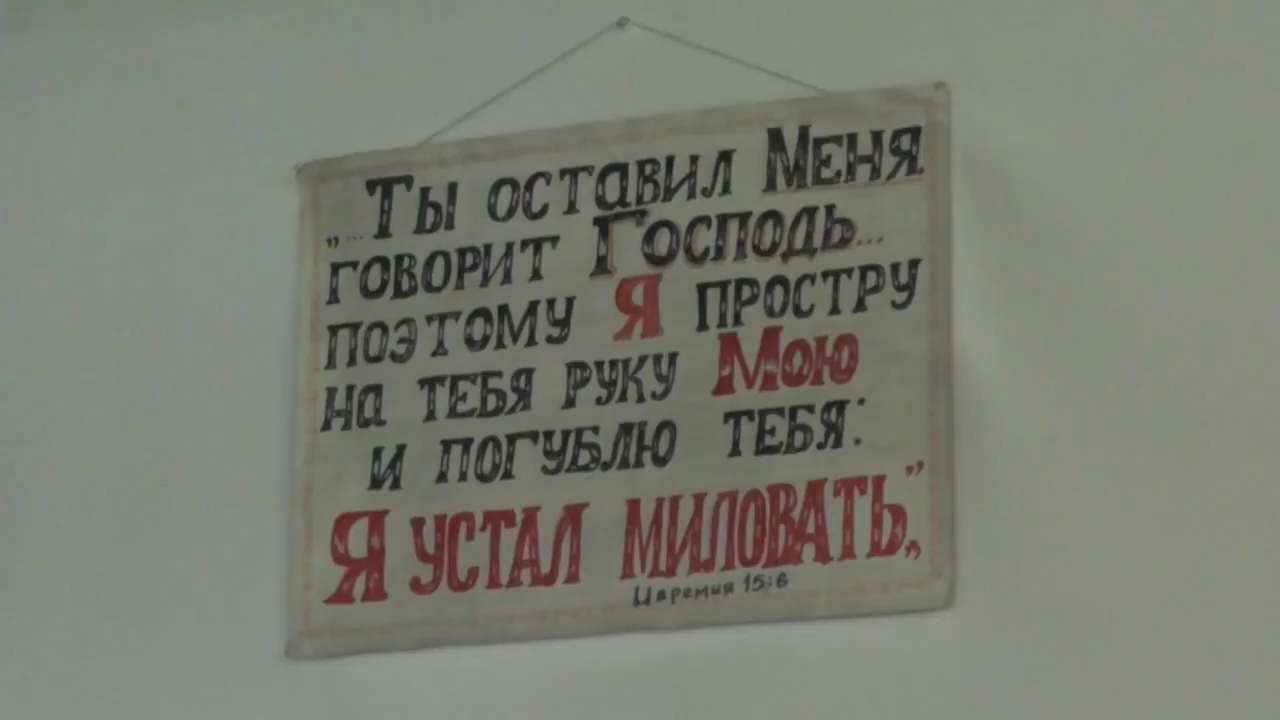 „...Ты оставил Меня
говорит Господь...
поэтому Я простру
на тебя руку Мою
и погублю тебя:
Я устал миловать„”
Иеремия 15:6